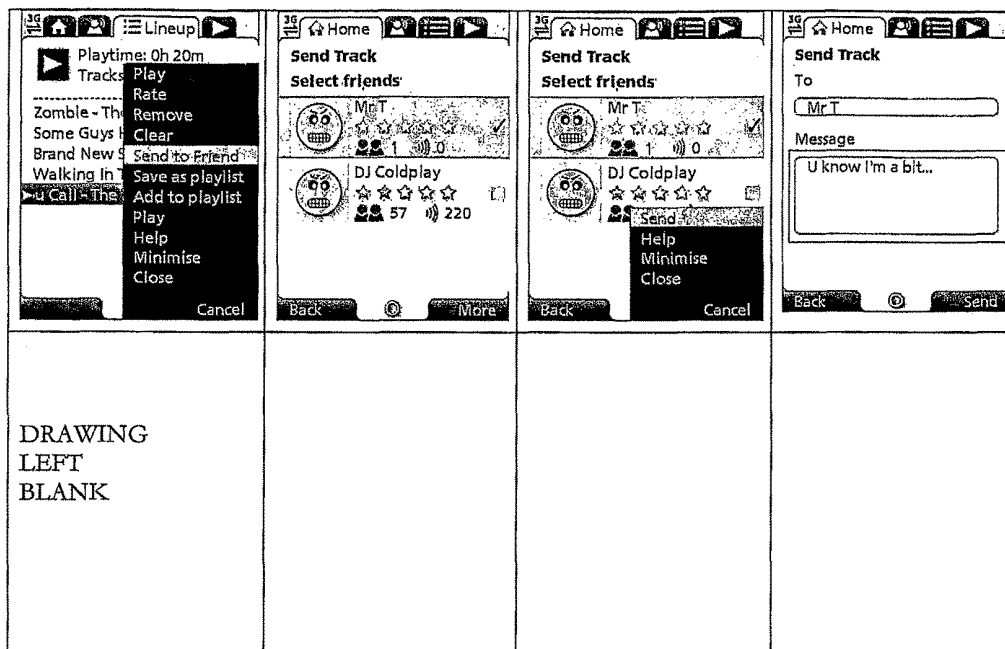 3G
Lineup
Playtime: 0h 20m
Tracks
Zombie - The
Some Guys H
Brand New S
Walking In T
u Call - The
Play
Rate
Remove
Clear
Send to Friend
Save as playlist
Add to playlist
Play
Help
Minimise
Close
Cancel
3G
Home
Send Track
Select friends
Mr T
1 0
DJ Coldplay
57 220
Back More
3G
Home
Send Track
Select friends
Mr T
1 0
DJ Coldplay
Send
Help
Minimise
Close
Back Cancel
3G
Home
Send Track
To
Mr T
Message
U know I'm a bit...
Back Send
DRAWING
LEFT
BLANK